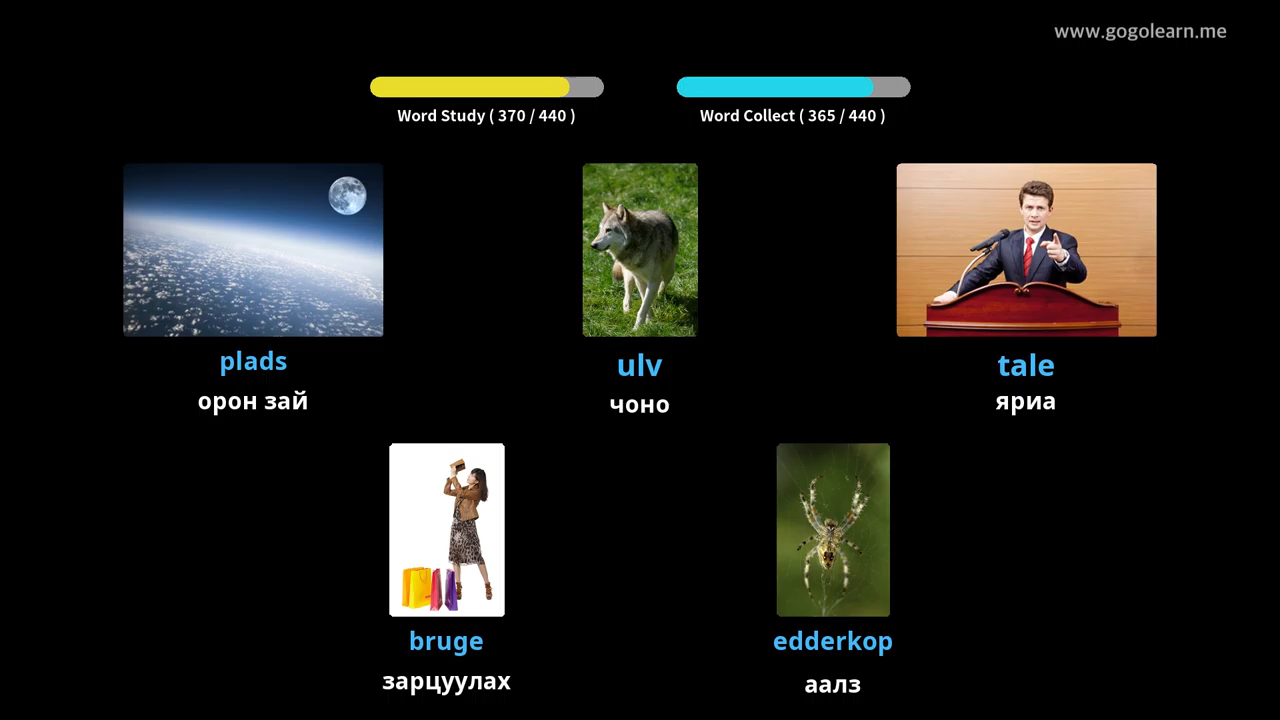 www.gogolearn.me
Word Study ( 370 / 440 )
Word Collect ( 365 / 440 )
plads
орон зай
ulv
чоно
tale
яриа
bruge
зарцуулах
edderkop
аалз